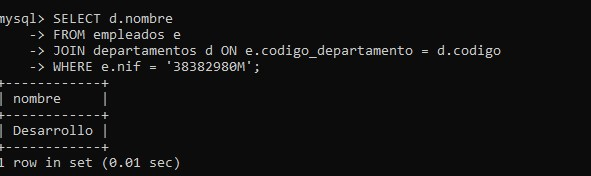 mysql> SELECT d.nombre
-> FROM empleados e
-> JOIN departamentos d ON e.codigo_departamento = d.codigo
-> WHERE e.nif = '38382980M';
+------------+
| nombre     |
+------------+
| Desarrollo |
+------------+
1 row in set (0.01 sec)